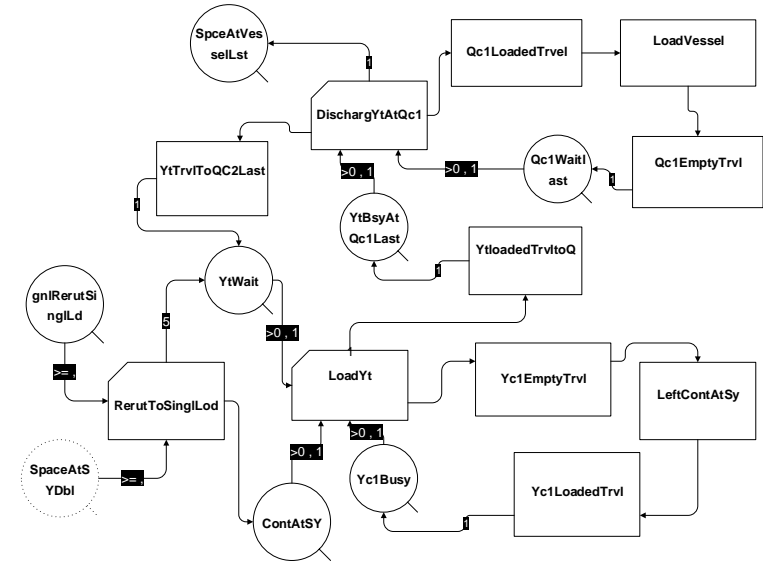 SpceAtVes
selLst
Qc1LoadedTrvel
LoadVessel
1
DischargYtAtQc1
YtTrvlToQC2Last
>0 , 1
Qc1Waitl
ast
1
Qc1EmptyTrvl
>0 , 1
1
YtBsyAt
Qc1Last
YtloadedTrvltoQ
1
YtWait
gnlRerutSi
nglLd
5
>0 , 1
>= ,
1
LoadYt
Yc1EmptyTrvl
LeftContAtSy
RerutToSinglLod
>0 , 1
>0 , 1
SpaceAtS
YDbl
>= ,
Yc1Busy
Yc1LoadedTrvl
ContAtSY
1